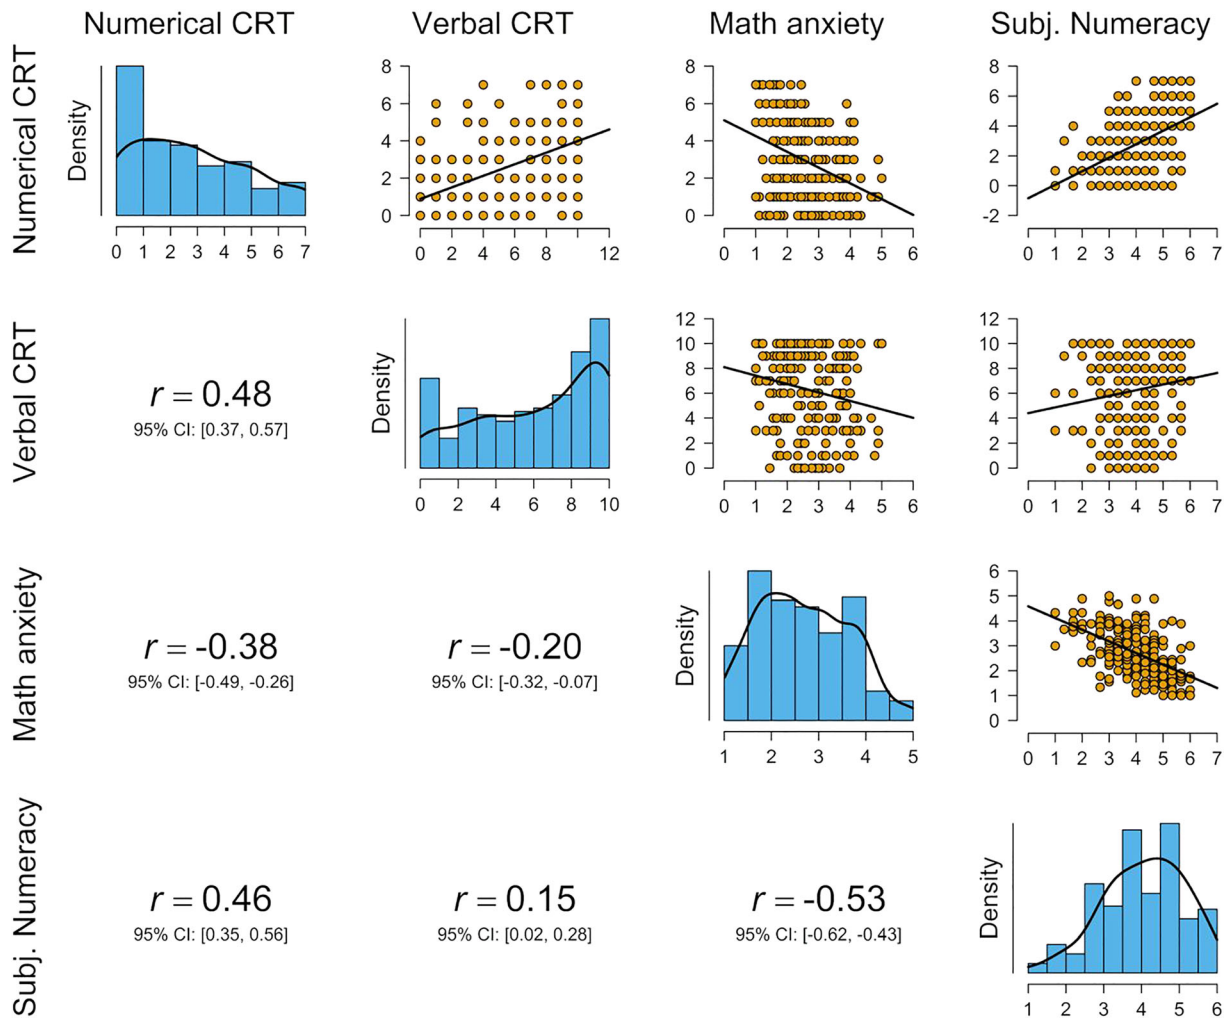 Numerical CRT Verbal CRT Math anxiety Subj. Numeracy
Numerical CRT
Density
0 1 2 3 4 5 6 7
8
6
4
2
0
0 2 4 6 8 12
8
6
4
2
0
0 1 2 3 4 5 6
8
6
4
2
0
-2
0 1 2 3 4 5 6 7
Verbal CRT
r = 0.48
95% CI: [0.37, 0.57]
Density
0 2 4 6 8 10
12
10
8
6
4
2
0
0 1 2 3 4 5 6
12
10
8
6
4
2
0
0 1 2 3 4 5 6 7
Math anxiety
r = -0.38
95% CI: [-0.49, -0.26]
r = -0.20
95% CI: [-0.32, -0.07]
Density
1 2 3 4 5
6
5
4
3
2
1
0
0 1 2 3 4 5 6 7
Subj. Numeracy
r = 0.46
95% CI: [0.35, 0.56]
r = 0.15
95% CI: [0.02, 0.28]
r = -0.53
95% CI: [-0.62, -0.43]
Density
1 2 3 4 5 6